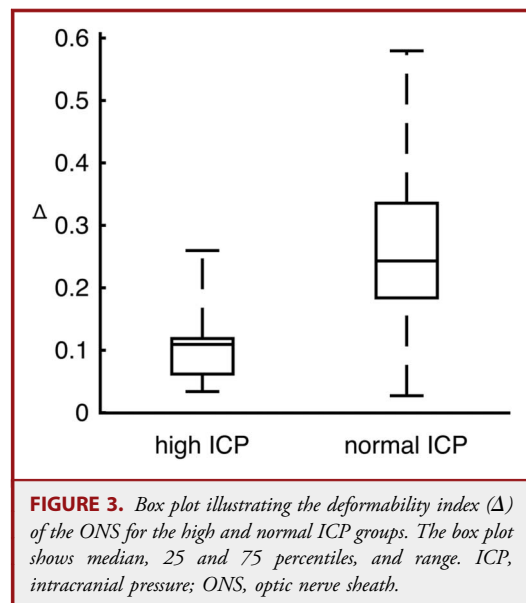 0.6
0.5
0.4
Δ
0.3
0.2
0.1
0
high ICP normal ICP
FIGURE 3. Box plot illustrating the deformability index (Δ)
of the ONS for the high and normal ICP groups. The box plot
shows median, 25 and 75 percentiles, and range. ICP,
intracranial pressure; ONS, optic nerve sheath.